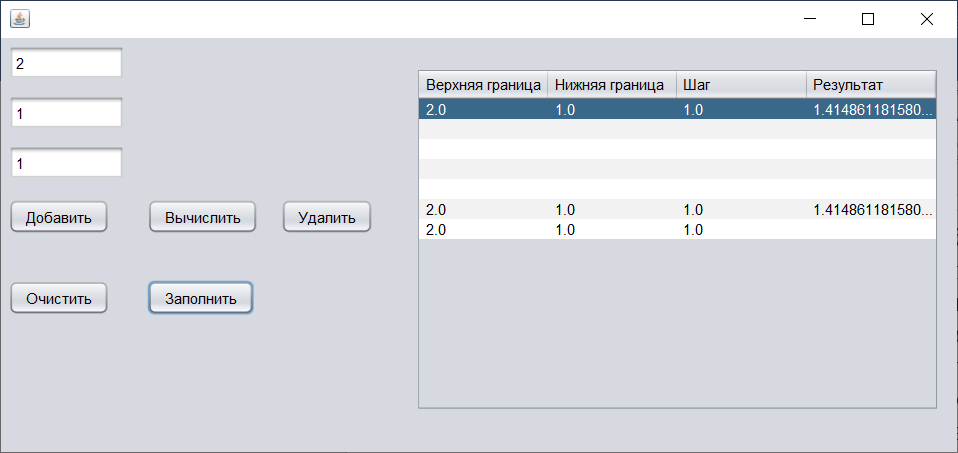 2
1
1
Добавить Вычислить Удалить
Очистить Заполнить
Верхняя граница Нижняя граница Шаг Результат
2.0 1.0 1.0 1.414861181580...
2.0 1.0 1.0 1.414861181580...
2.0 1.0 1.0